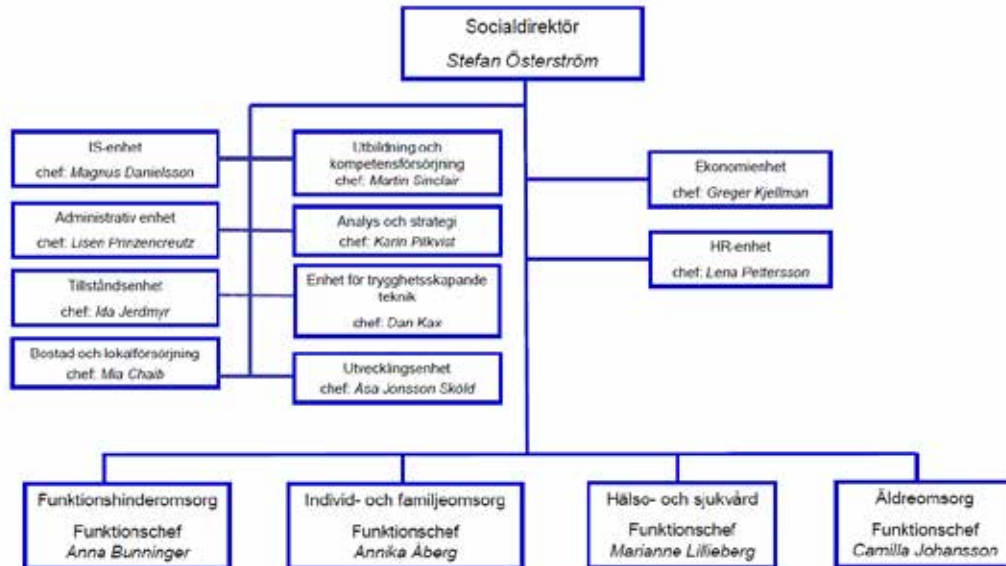 Socialdirektör
Stefan Österström
IS-enhet
chef: Magnus Danielsson
Utbildning och
kompetensförsörjning
chef: Martin Sinclair
Ekonomienhet
chef: Greger Kjellman
Administrativ enhet
chef: Lisen Prinzencreutz
Analys och strategi
chef: Karin Pilkvist
HR-enhet
chef: Lena Pettersson
Tillståndsenhet
chef: Ida Jerdmyr
Enhet för trygghetsskapande
teknik
chef: Dan Kax
Bostad och lokalförsörjning
chef: Mia Chaib
Utvecklingsenhet
chef: Åsa Jonsson Sköld
Funktionshinderomsorg
Funktionschef
Anna Bunninger
Individ- och familjeomsorg
Funktionschef
Annika Åberg
Hälso- och sjukvård
Funktionschef
Marianne Lillieberg
Äldreomsorg
Funktionschef
Camilla Johansson